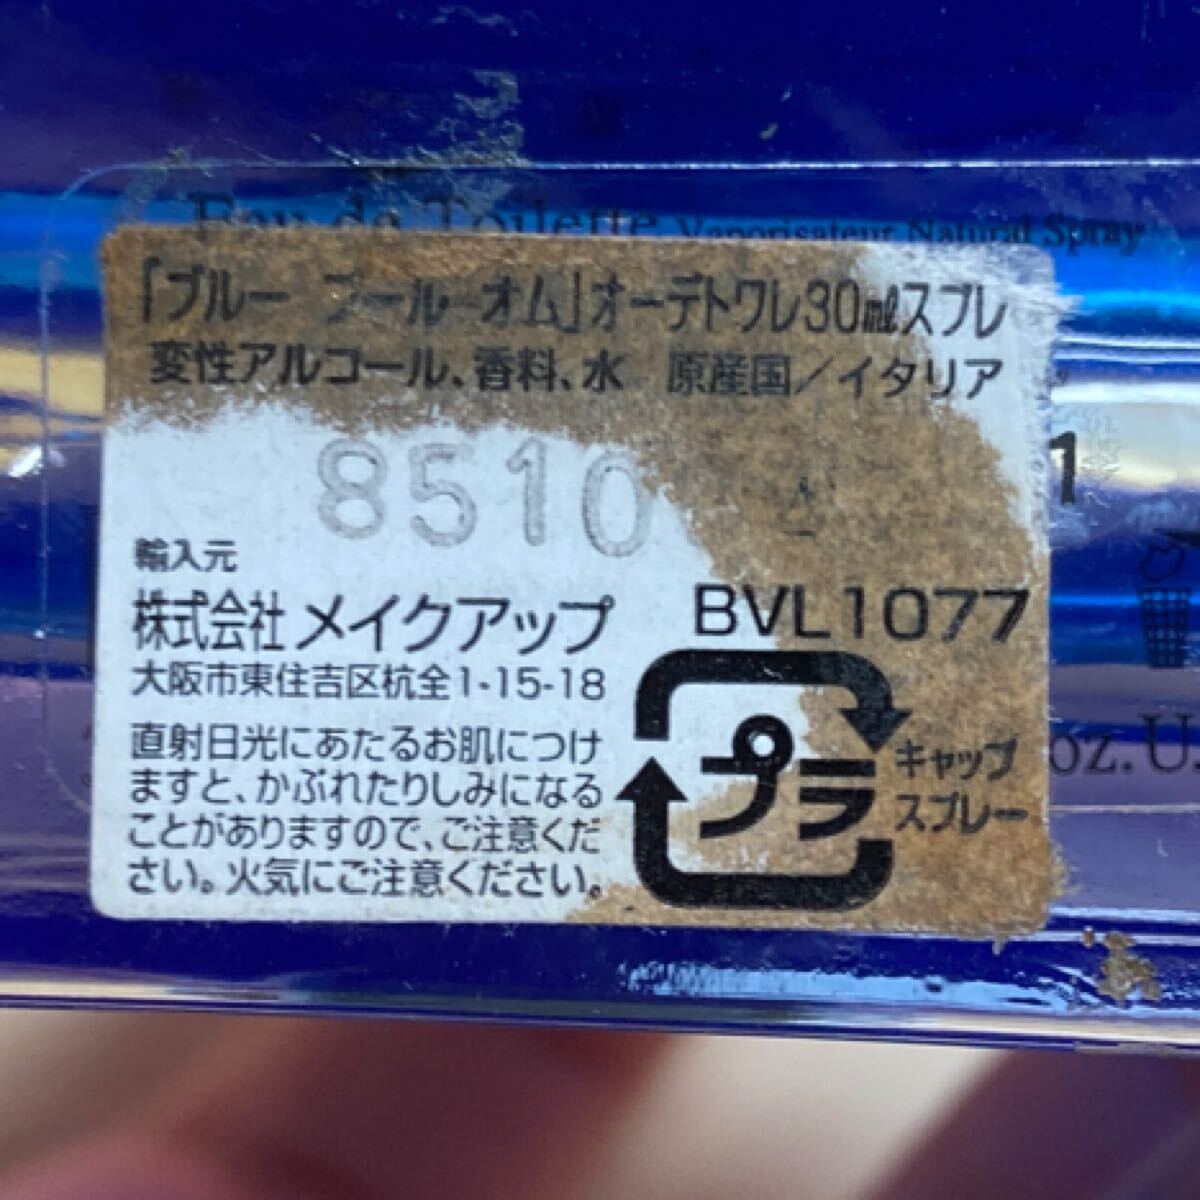 Eau de Toilette Vaporisateur Natural Spray
「ブルー プールオム」オーデトワレ30mlスプレ
変性アルコール、香料、水 原産国／イタリア
8510
1
輸入元
株式会社 メイクアップ
BVL1077
大阪市東住吉区杭全1-15-18
直射日光にあたるお肌につけ
ますと、かぶれたりしみになる
ことがありますので、ご注意くだ
さい。火気にご注意ください。
プラ
キャップ
スプレー
oz. U.